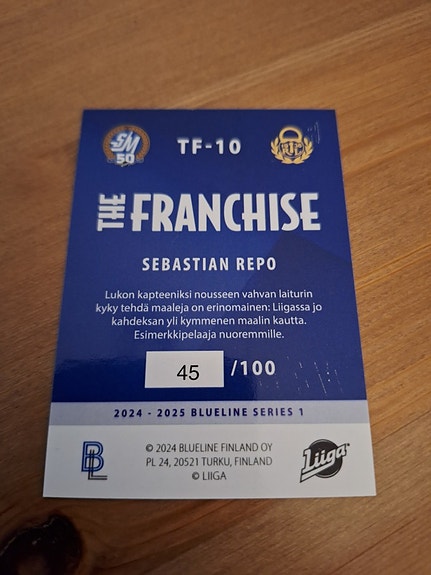 SM
50
TF-10
THE FRANCHISE
SEBASTIAN REPO
Lukon kapteeniksi nousseen vahvan laiturin
kyky tehdä maaleja on erinomainen: Liigassa jo
kahdeksan yli kymmenen maalin kautta.
Esimerkkipelaaja nuoremmille.
45 /100
2024 - 2025 BLUELINE SERIES 1
BL
© 2024 BLUELINE FINLAND OY
PL 24, 20521 TURKU, FINLAND
© LIIGA
Liiga